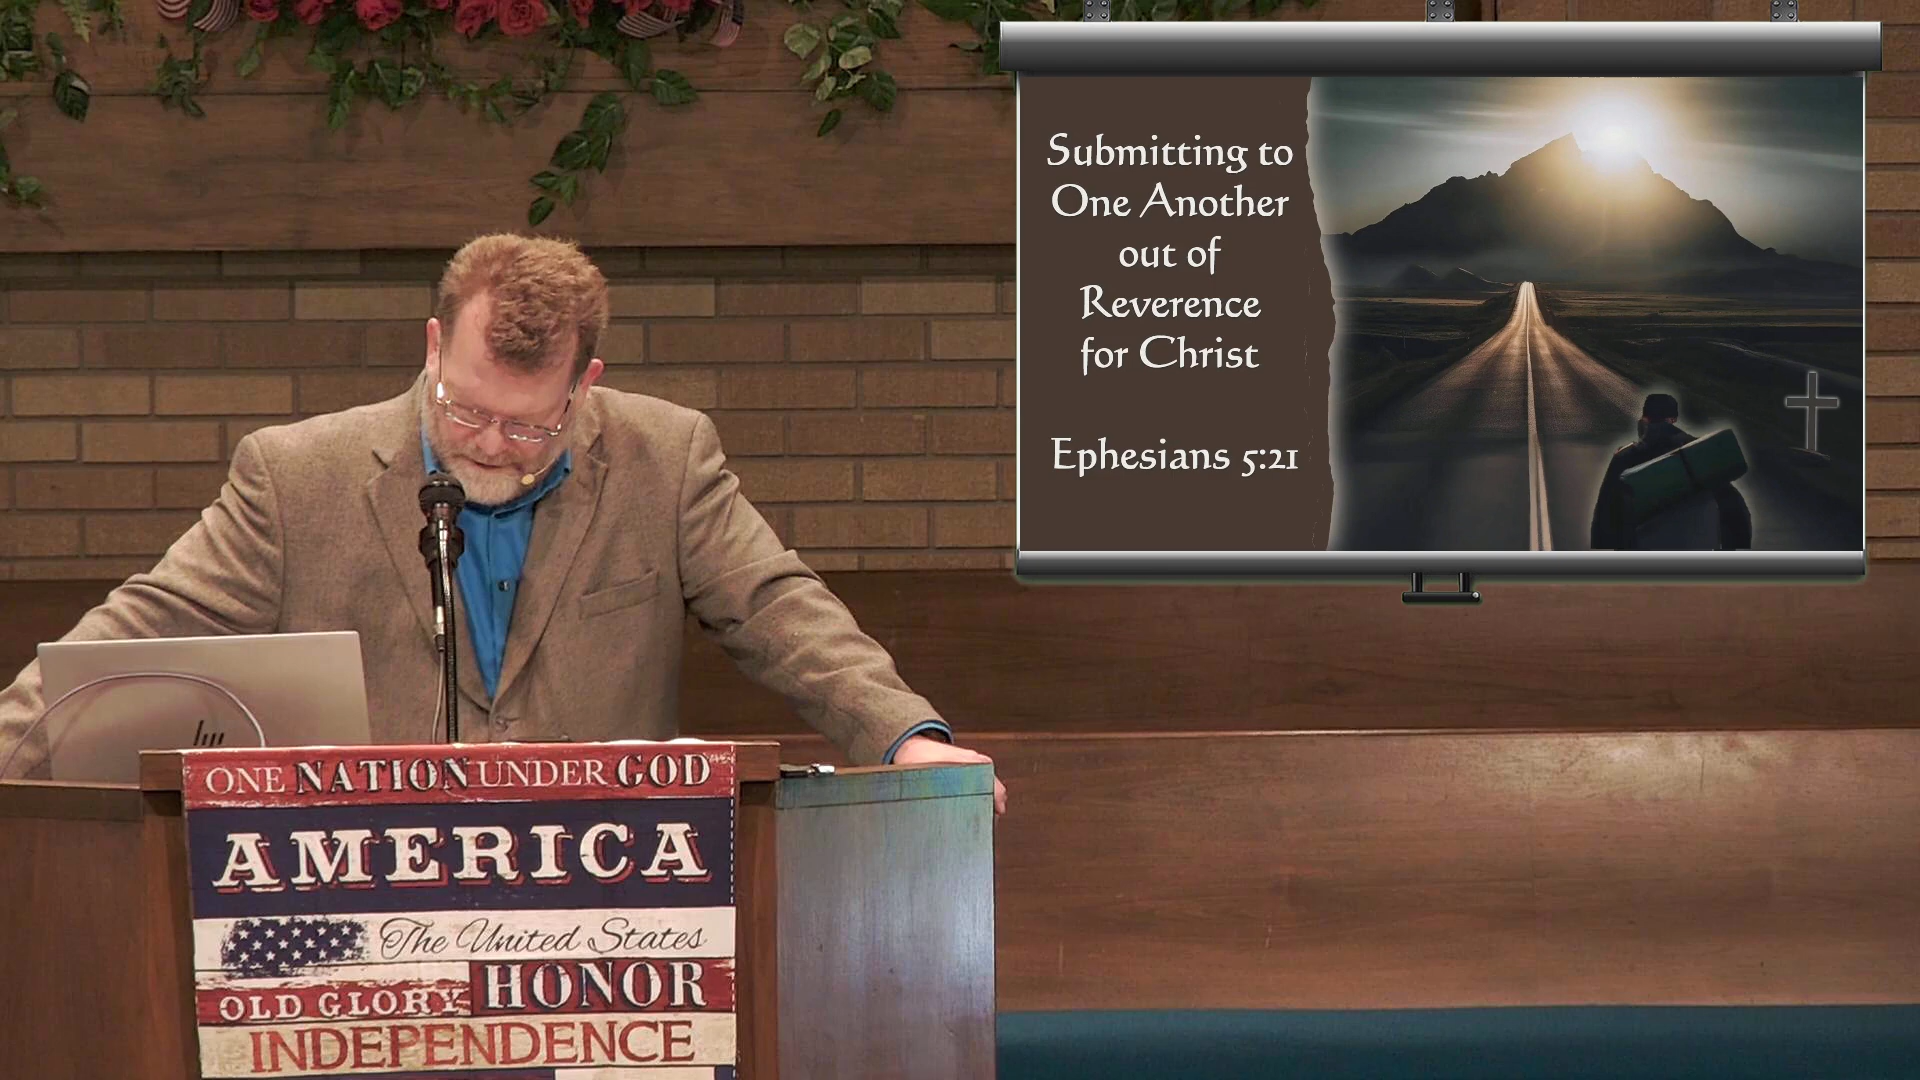 Submitting to
One Another
out of
Reverence
for Christ
Ephesians 5:21
hp
ONE NATION UNDER GOD
AMERICA
The United States
OLD GLORY HONOR
INDEPENDENCE